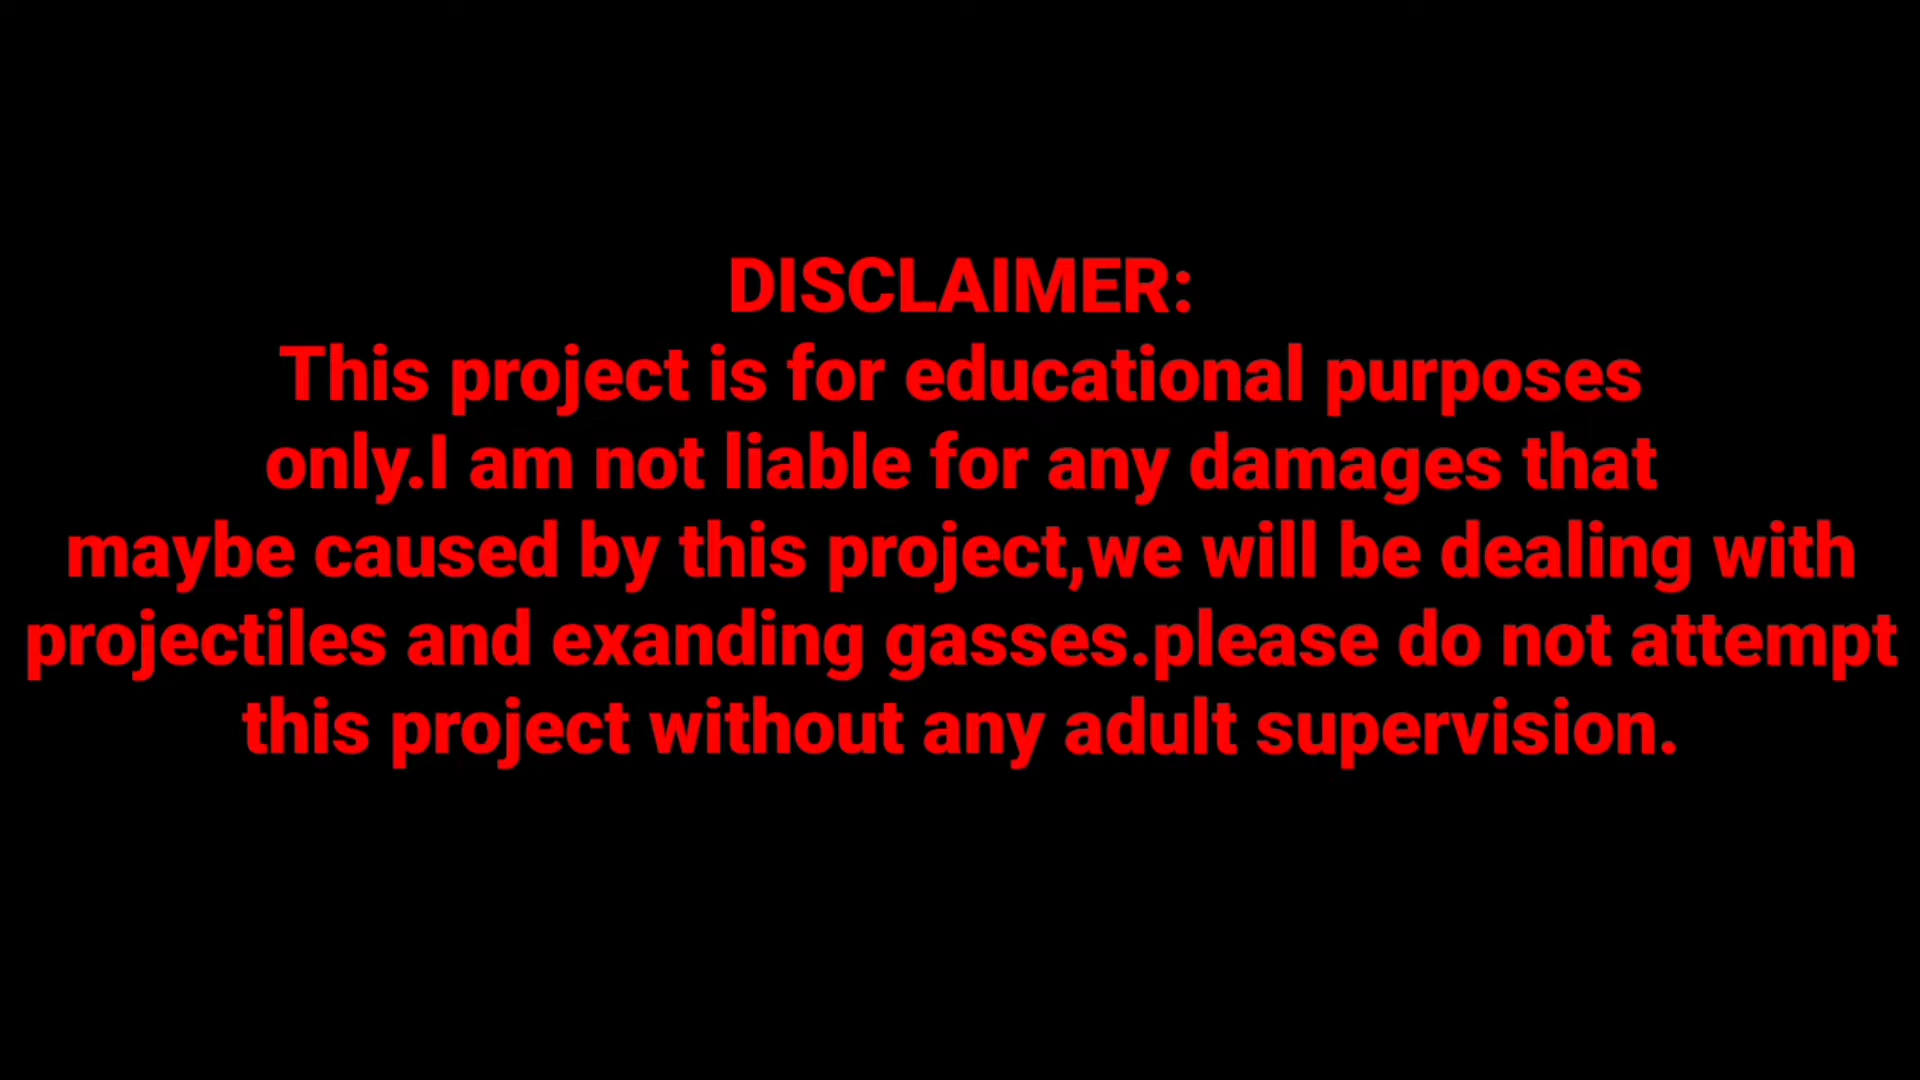 DISCLAIMER:
This project is for educational purposes
only.I am not liable for any damages that
maybe caused by this project,we will be dealing with
projectiles and exanding gasses.please do not attempt
this project without any adult supervision.